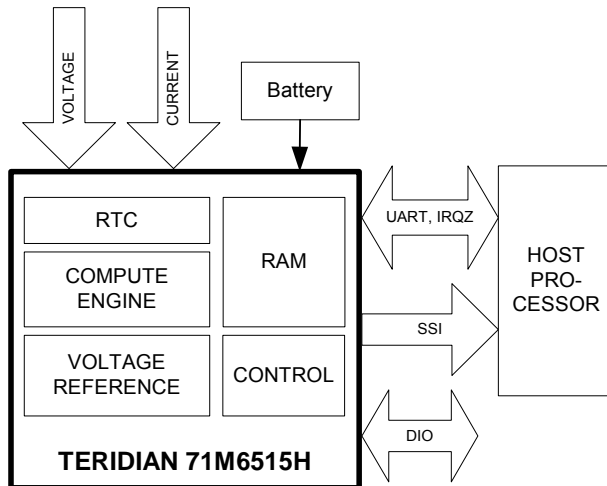 VOLTAGE
CURRENT
Battery
RTC
COMPUTE
ENGINE
VOLTAGE
REFERENCE
RAM
CONTROL
TERIDIAN 71M6515H
UART, IRQZ
SSI
DIO
HOST
PRO-
CESSOR